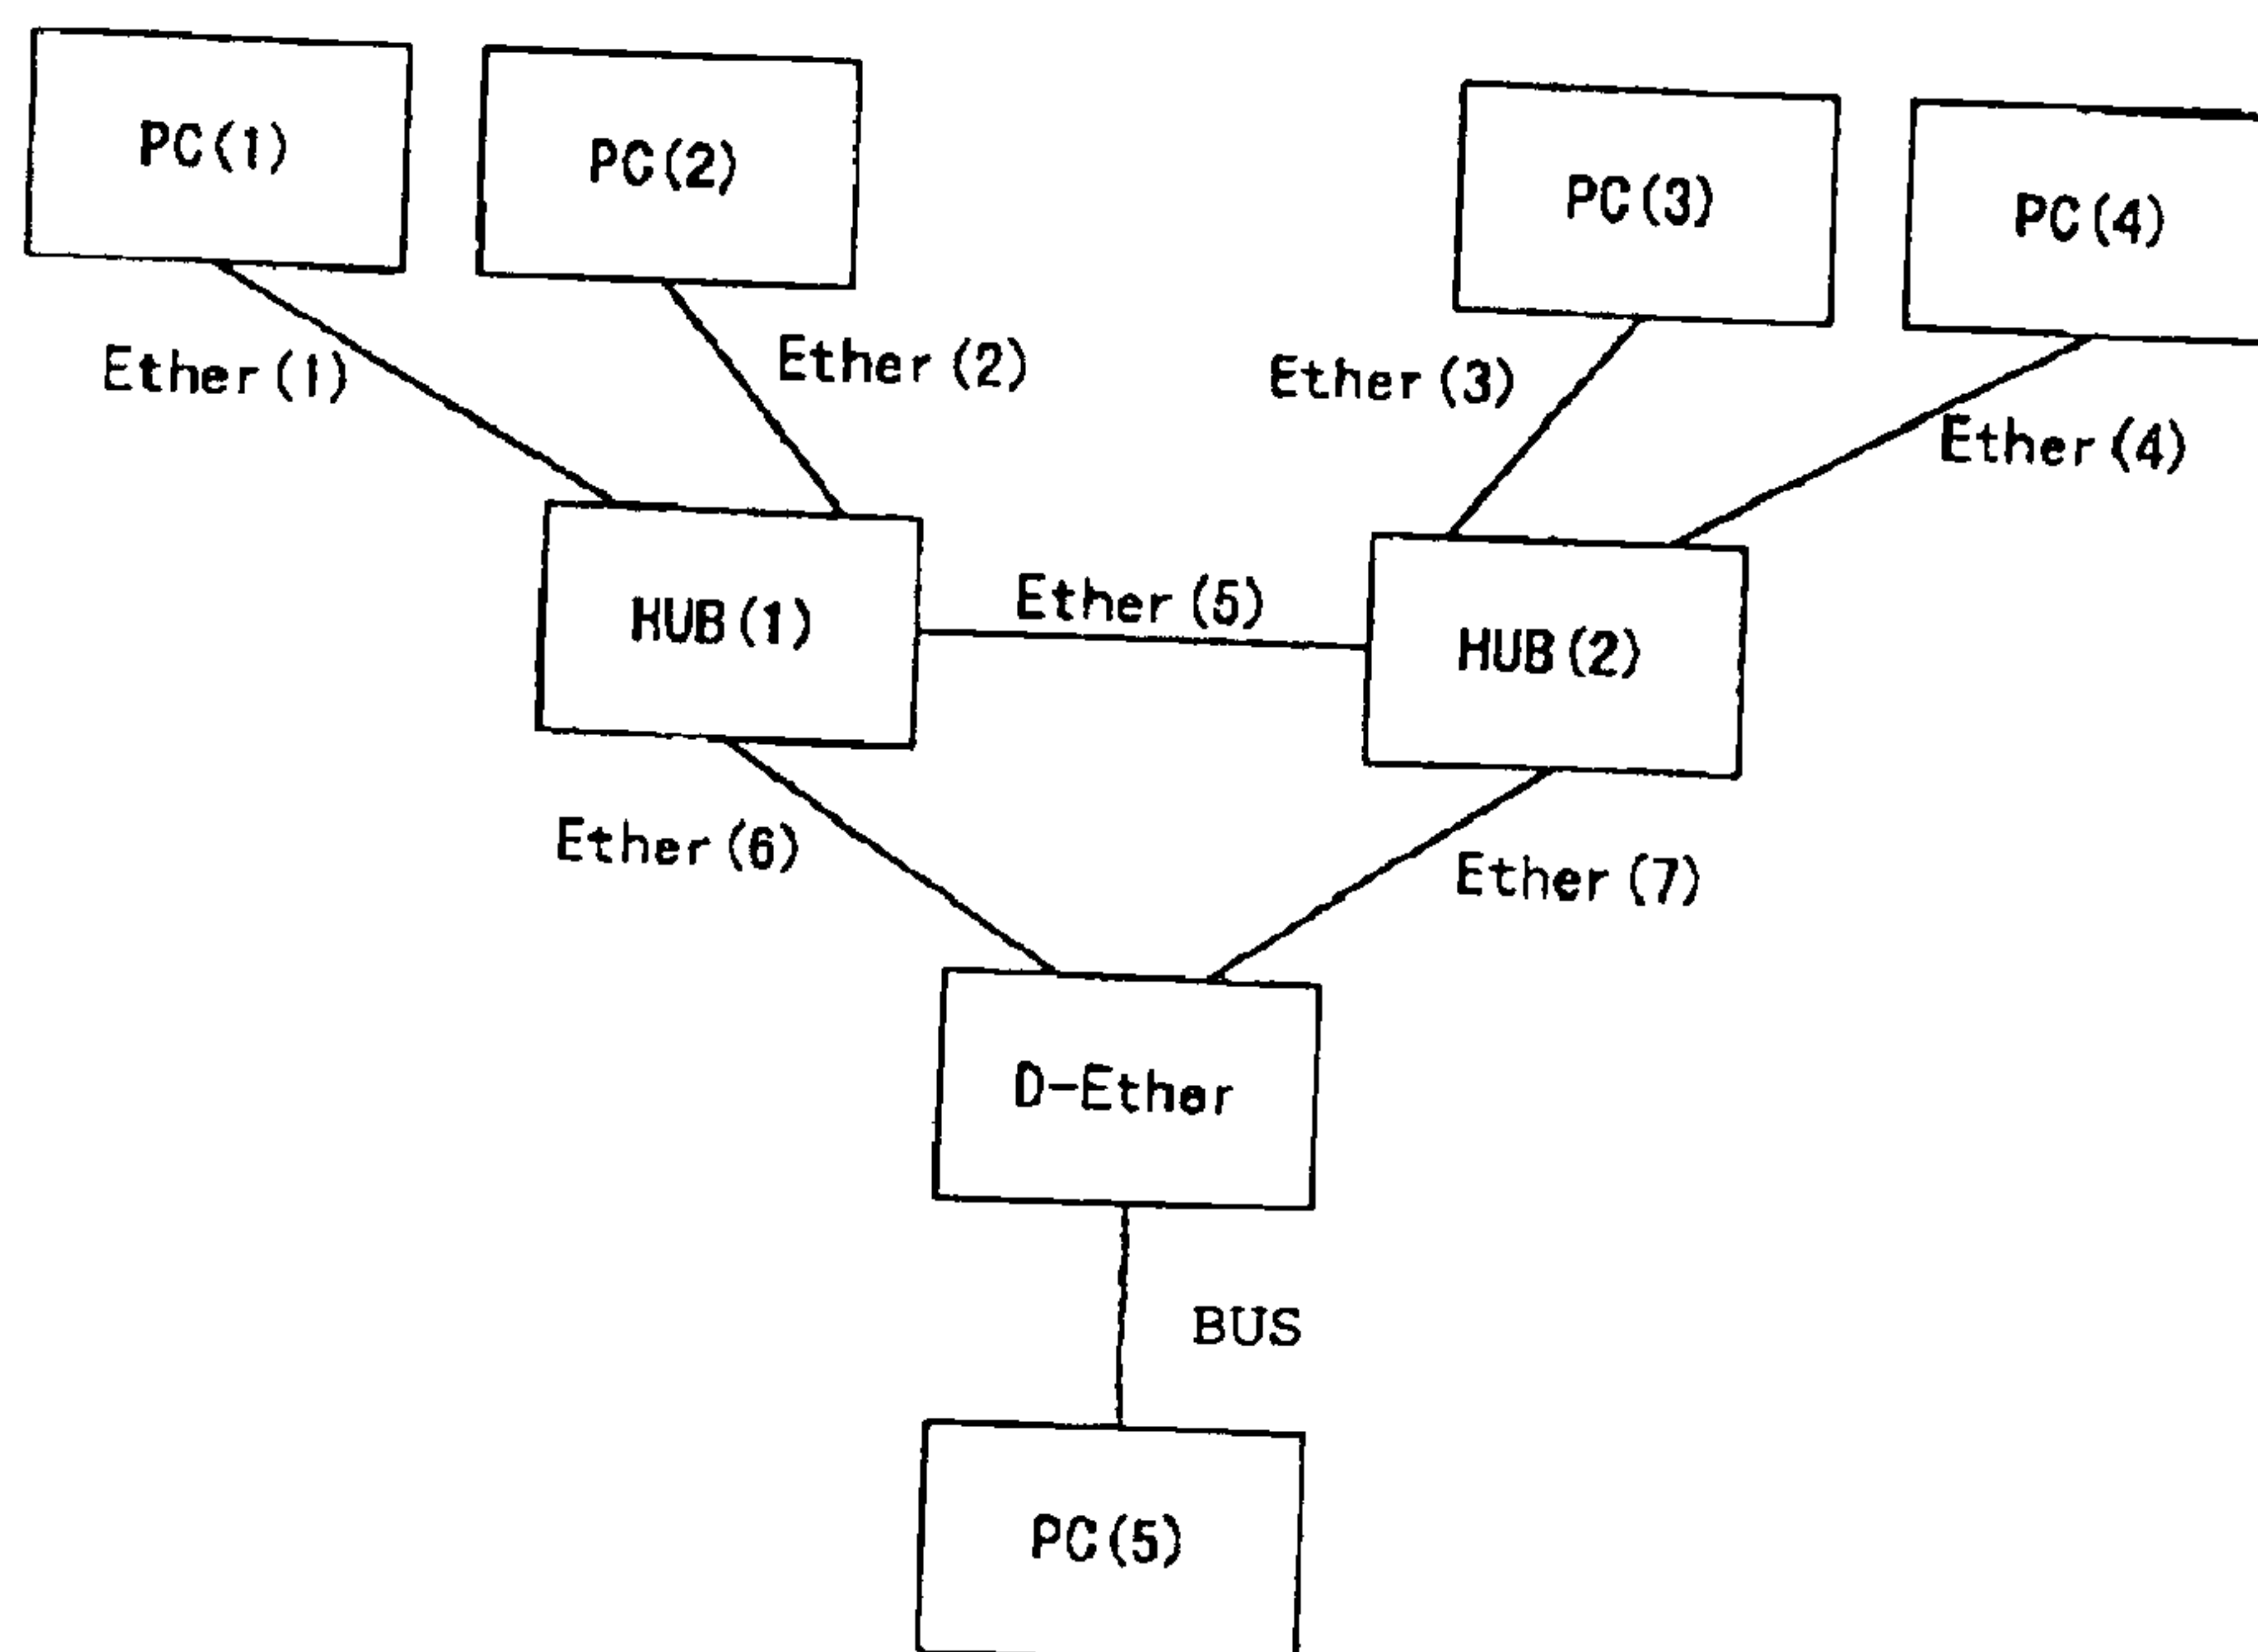 PC(1)
PC(2)
PC(3)
PC(4)
Ether(1)
Ether(2)
Ether(3)
Ether(4)
HUB(1)
Ether(5)
HUB(2)
Ether(6)
Ether(7)
D-Ether
BUS
PC(5)